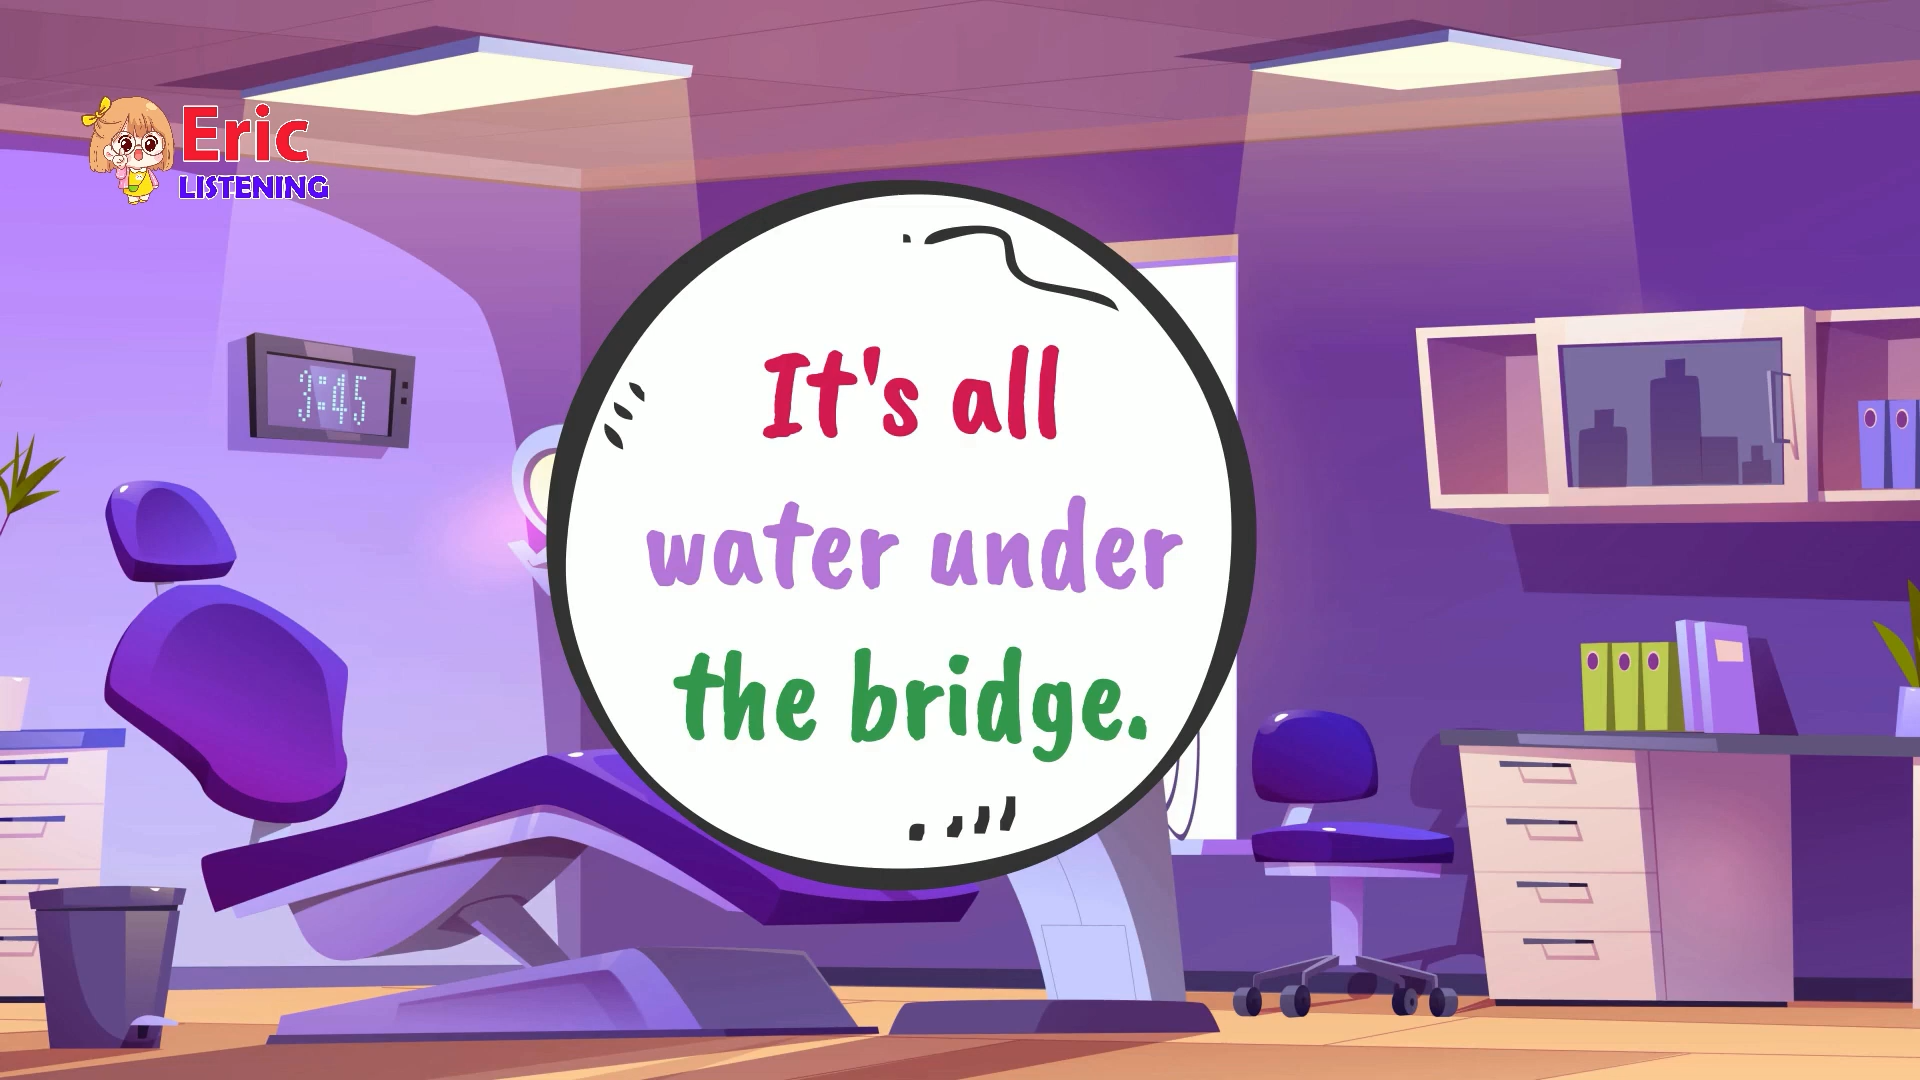 Eric
LISTENING
3:45
It's all
water under
the bridge.